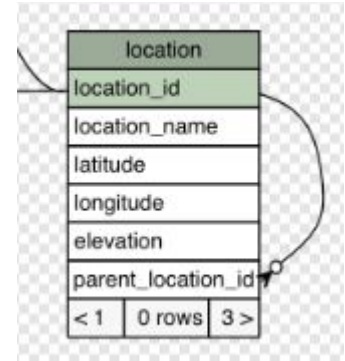 location
location_id
location_name
latitude
longitude
elevation
parent_location_id
< 1 0 rows 3 >